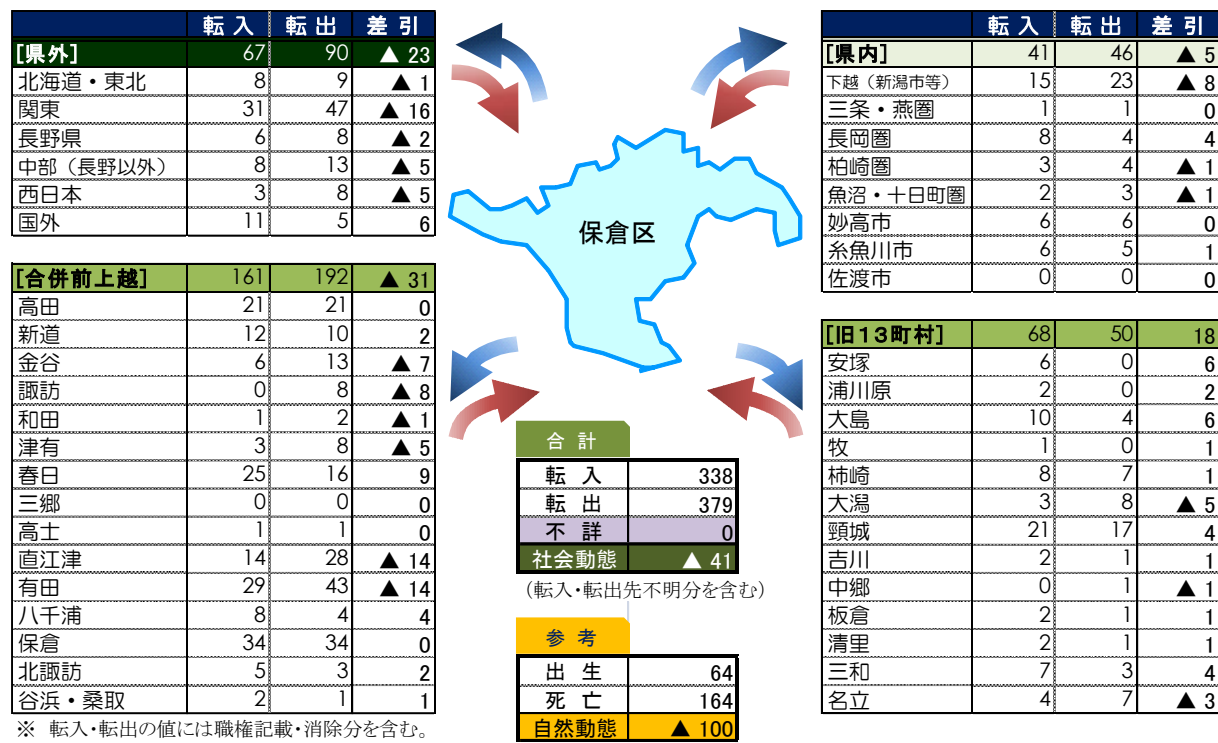 転入 転出 差引
[県外] 67 90 ▲ 23
北海道・東北 8 9 ▲ 1
関東 31 47 ▲ 16
長野県 6 8 ▲ 2
中部（長野以外） 8 13 ▲ 5
西日本 3 8 ▲ 5
国外 11 5 6
[合併前上越] 161 192 ▲ 31
高田 21 21 0
新道 12 10 2
金谷 6 13 ▲ 7
諏訪 0 8 ▲ 8
和田 1 2 ▲ 1
津有 3 8 ▲ 5
春日 25 16 9
三郷 0 0 0
高士 1 1 0
直江津 14 28 ▲ 14
有田 29 43 ▲ 14
八千浦 8 4 4
保倉 34 34 0
北諏訪 5 3 2
谷浜・桑取 2 1 1
※ 転入・転出の値には職権記載・消除分を含む。
保倉区
合計
転入 338
転出 379
不詳 0
社会動態 ▲ 41
（転入・転出先不明分を含む）
参考
出生 64
死亡 164
自然動態 ▲ 100
転入 転出 差引
[県内] 41 46 ▲ 5
下越（新潟市等） 15 23 ▲ 8
三条・燕圏 1 1 0
長岡圏 8 4 4
柏崎圏 3 4 ▲ 1
魚沼・十日町圏 2 3 ▲ 1
妙高市 6 6 0
糸魚川市 6 5 1
佐渡市 0 0 0
[旧13町村] 68 50 18
安塚 6 0 6
浦川原 2 0 2
大島 10 4 6
牧 1 0 1
柿崎 8 7 1
大潟 3 8 ▲ 5
頸城 21 17 4
吉川 2 1 1
中郷 0 1 ▲ 1
板倉 2 1 1
清里 2 1 1
三和 7 3 4
名立 4 7 ▲ 3